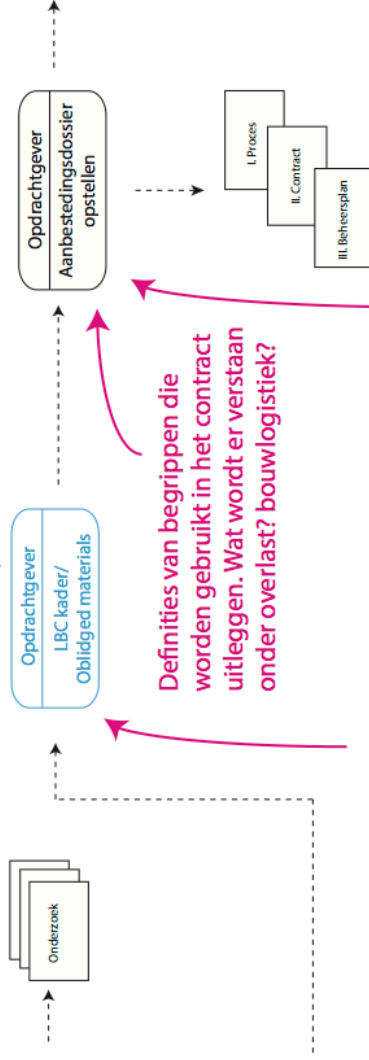 Onderzoek
Opdrachtgever
LBC kader/
Oblidged materials
Definities van begrippen die
worden gebruikt in het contract
uitleggen. Wat wordt er verstaan
onder overlast? bouwlogistiek?
Opdrachtgever
Aanbestedingsdossier
opstellen
I. Proces
II. Contract
III. Beheersplan